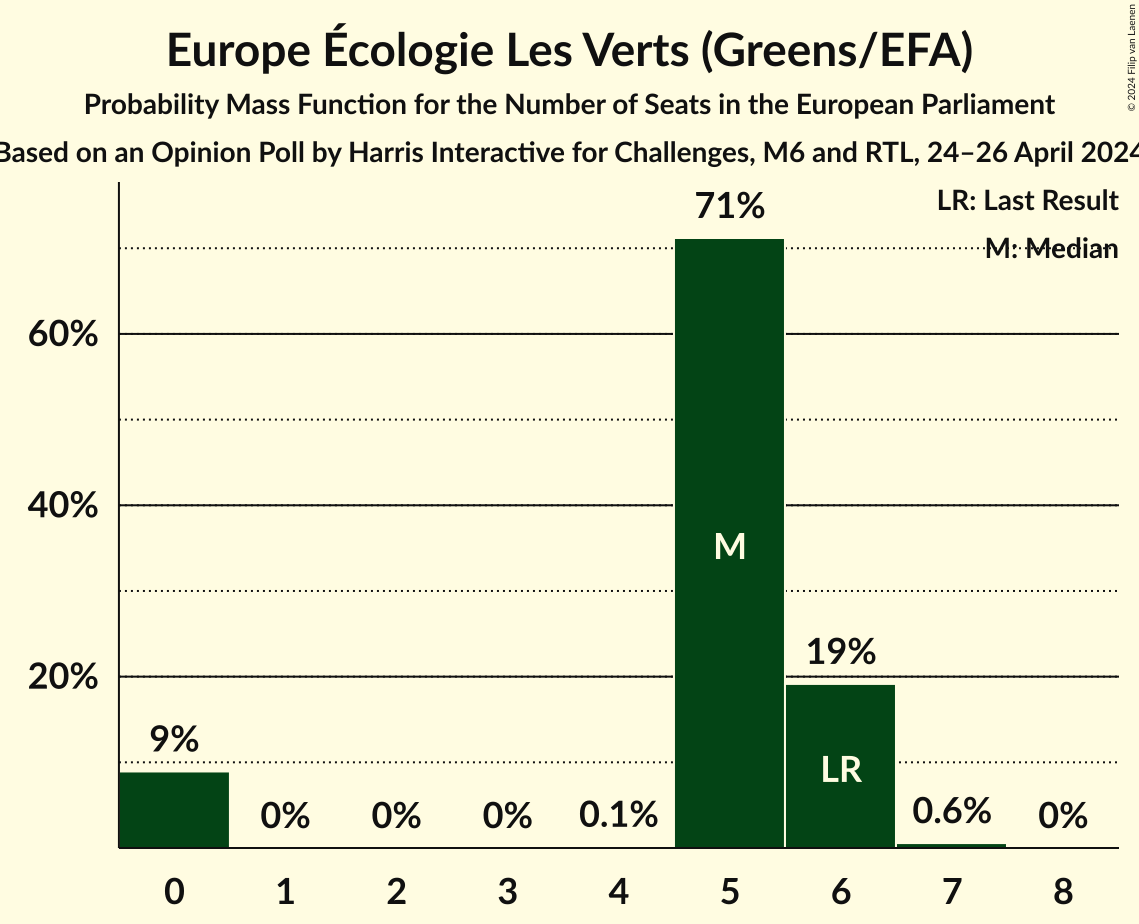 Europe Écologie Les Verts (Greens/EFA)
Probability Mass Function for the Number of Seats in the European Parliament
Based on an Opinion Poll by Harris Interactive for Challenges, M6 and RTL, 24–26 April 2024
© 2024 Filip van Laenen
LR: Last Result
M: Median
71%
60%
40%
M
20%
19%
9%
LR
0%
0%
0%
0.1%
0.6%
0%
0 1 2 3 4 5 6 7 8